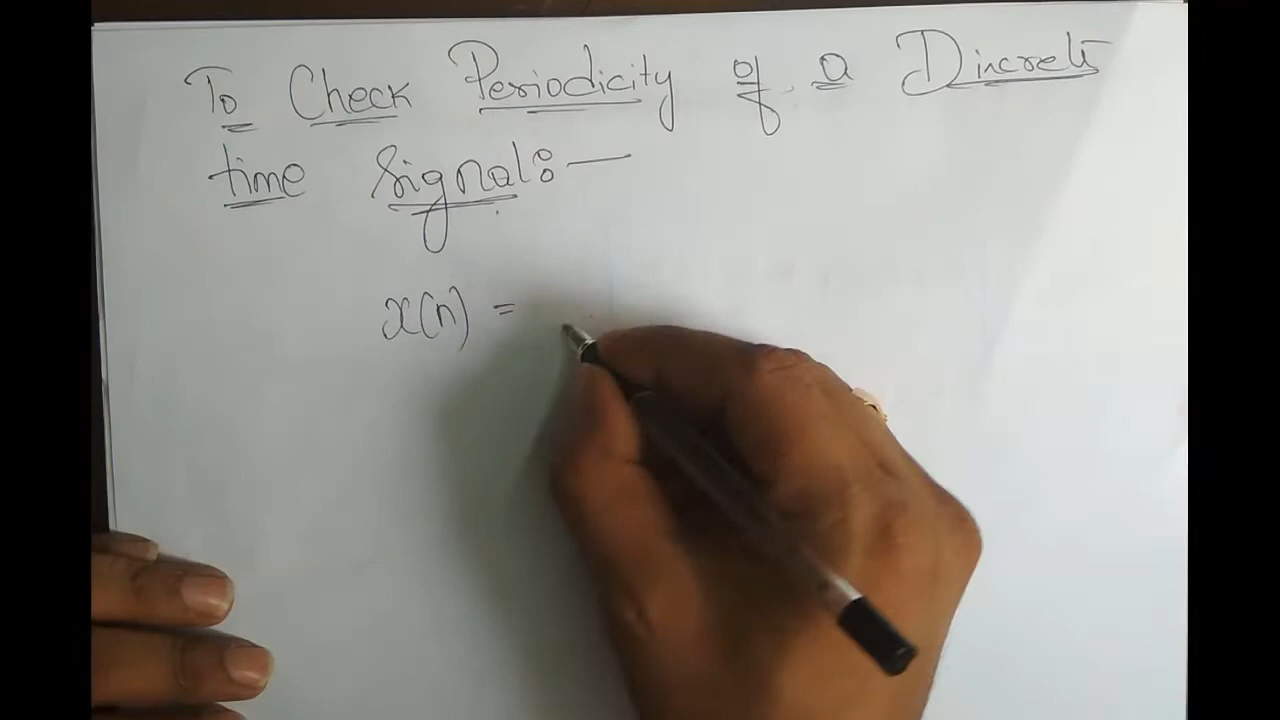 To Check Periodicity of a Discrete
time Signal:-
x(n) =